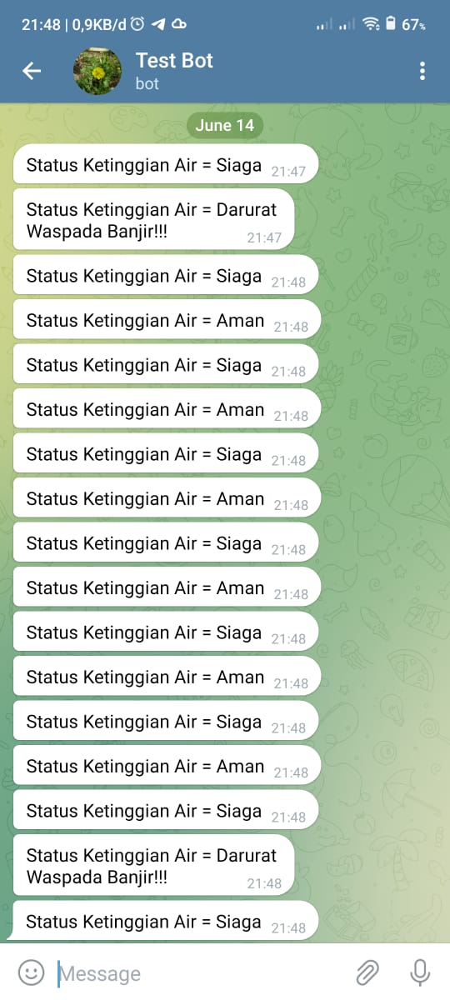 21:48 | 0,9KB/d
67%
Test Bot
bot
June 14
Status Ketinggian Air = Siaga 21:47
Status Ketinggian Air = Darurat
Waspada Banjir!!! 21:47
Status Ketinggian Air = Siaga 21:48
Status Ketinggian Air = Aman 21:48
Status Ketinggian Air = Siaga 21:48
Status Ketinggian Air = Aman 21:48
Status Ketinggian Air = Siaga 21:48
Status Ketinggian Air = Aman 21:48
Status Ketinggian Air = Siaga 21:48
Status Ketinggian Air = Aman 21:48
Status Ketinggian Air = Siaga 21:48
Status Ketinggian Air = Aman 21:48
Status Ketinggian Air = Siaga 21:48
Status Ketinggian Air = Aman 21:48
Status Ketinggian Air = Siaga 21:48
Status Ketinggian Air = Darurat
Waspada Banjir!!! 21:48
Status Ketinggian Air = Siaga 21:48
Message